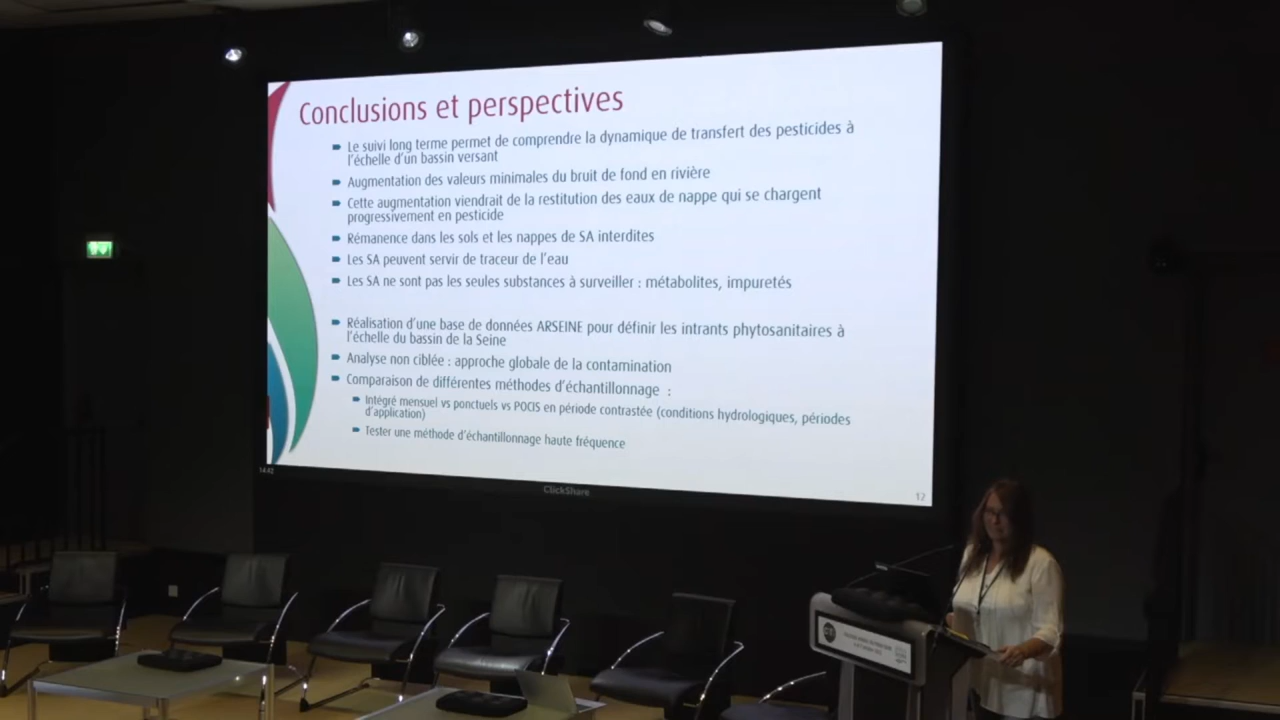 Conclusions et perspectives
Le suivi long terme permet de comprendre la dynamique de transfert des pesticides à
l'échelle d'un bassin versant
Augmentation des valeurs minimales du bruit de fond en rivière
Cette augmentation viendrait de la restitution des eaux de nappe qui se chargent
progressivement en pesticide
Rémanence dans les sols et les nappes de SA interdites
Les SA peuvent servir de traceur de l'eau
Les SA ne sont pas les seules substances à surveiller : métabolites, impuretés
Réalisation d'une base de données ARSEINE pour définir les intrants phytosanitaires à
l'échelle du bassin de la Seine
Analyse non ciblée : approche globale de la contamination
Comparaison de différentes méthodes d'échantillonnage :
Intégré mensuel vs ponctuels vs POCIS en période contrastée (conditions hydrologiques, périodes
d'application)
Tester une méthode d'échantillonnage haute fréquence
14:42
ClickShare
17